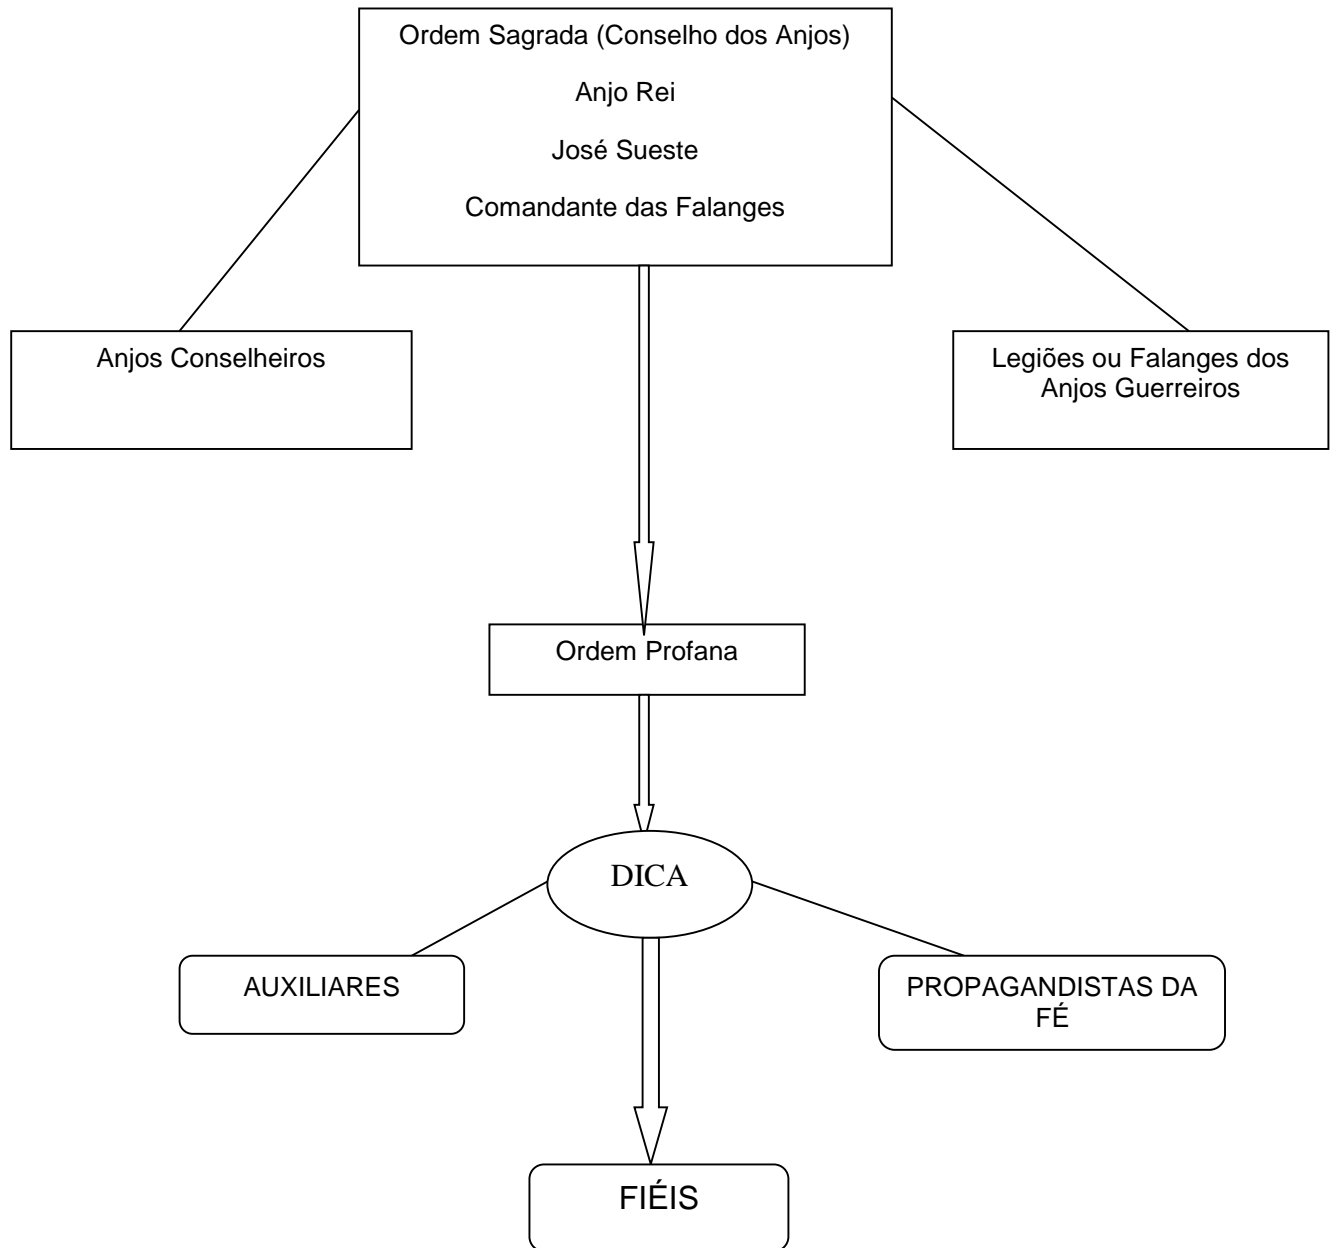 Ordem Sagrada (Conselho dos Anjos)
Anjo Rei
José Sueste
Comandante das Falanges
Anjos Conselheiros
Legiões ou Falanges dos
Anjos Guerreiros
Ordem Profana
DICA
AUXILIARES
PROPAGANDISTAS DA
FÉ
FIÉIS